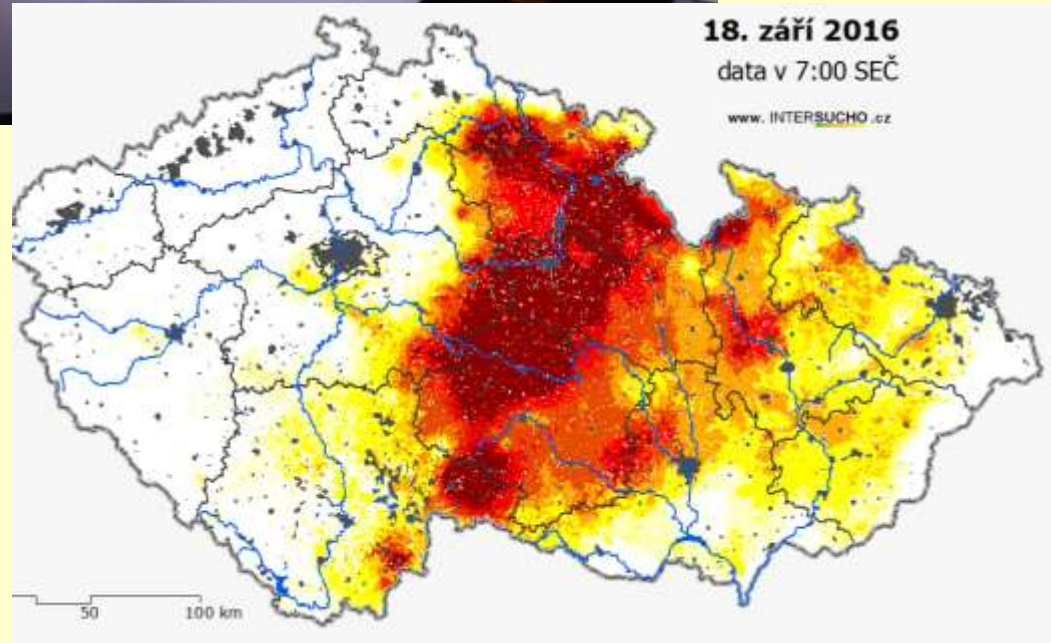 18. září 2016
data v 7:00 SEČ
www. INTERSUCHO .cz
50
100 km